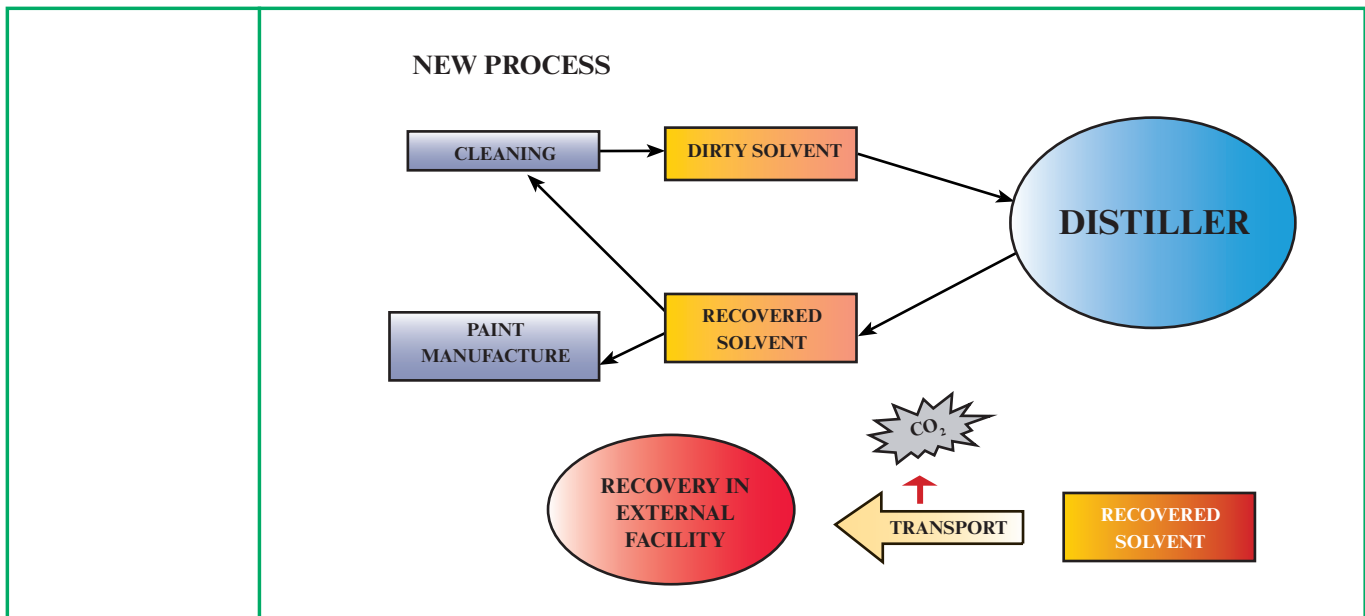 NEW PROCESS
CLEANING
DIRTY SOLVENT
DISTILLER
PAINT
MANUFACTURE
RECOVERED
SOLVENT
CO₂
RECOVERY IN
EXTERNAL
FACILITY
TRANSPORT
RECOVERED
SOLVENT